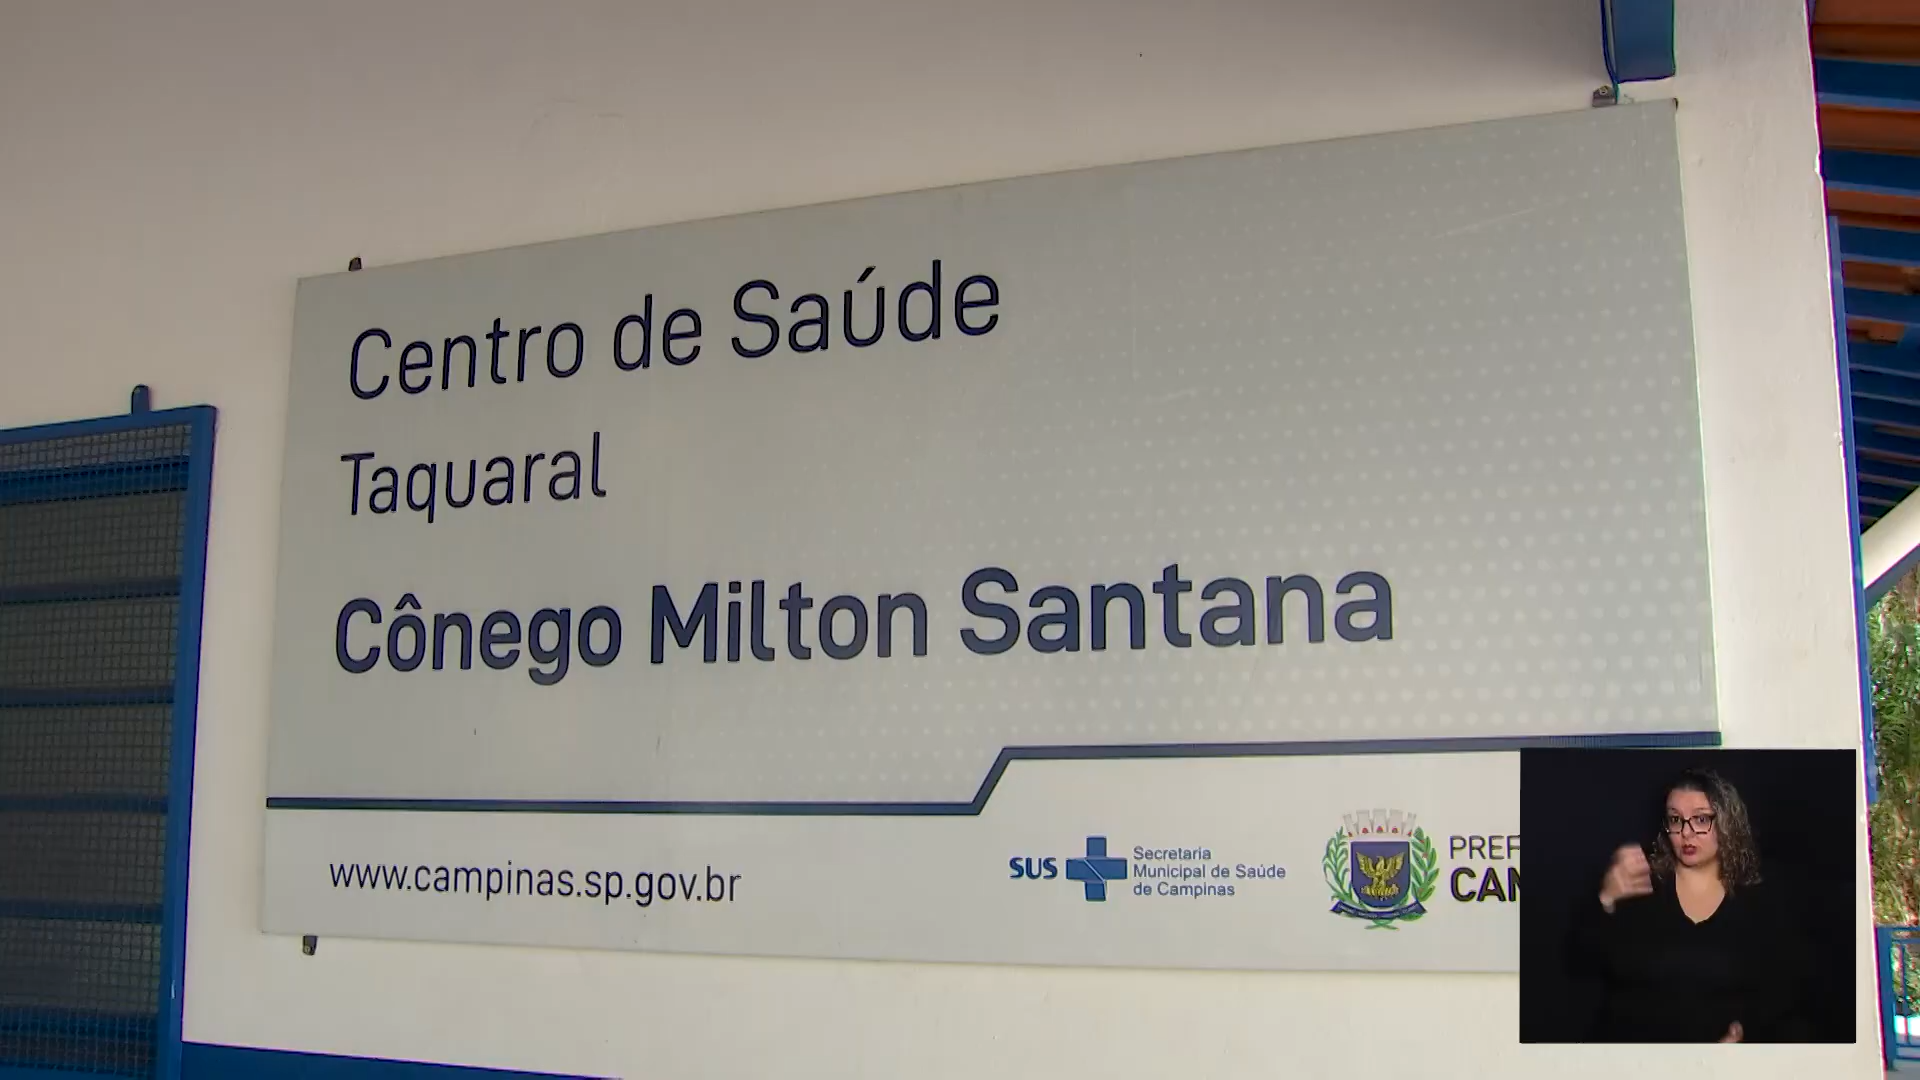 Centro de Saúde
Taquaral
Cônego Milton Santana
www.campinas.sp.gov.br
SUS
Secretaria
Municipal de Saúde
de Campinas